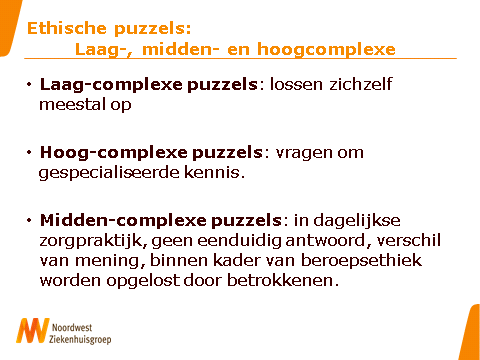 Ethische puzzels:
Laag-, midden- en hoogcomplexe
• Laag-complexe puzzels: lossen zichzelf
meestal op
• Hoog-complexe puzzels: vragen om
gespecialiseerde kennis.
• Midden-complexe puzzels: in dagelijkse
zorgpraktijk, geen eenduidig antwoord, verschil
van mening, binnen kader van beroepsethiek
worden opgelost door betrokkenen.
Noordwest
Ziekenhuisgroep